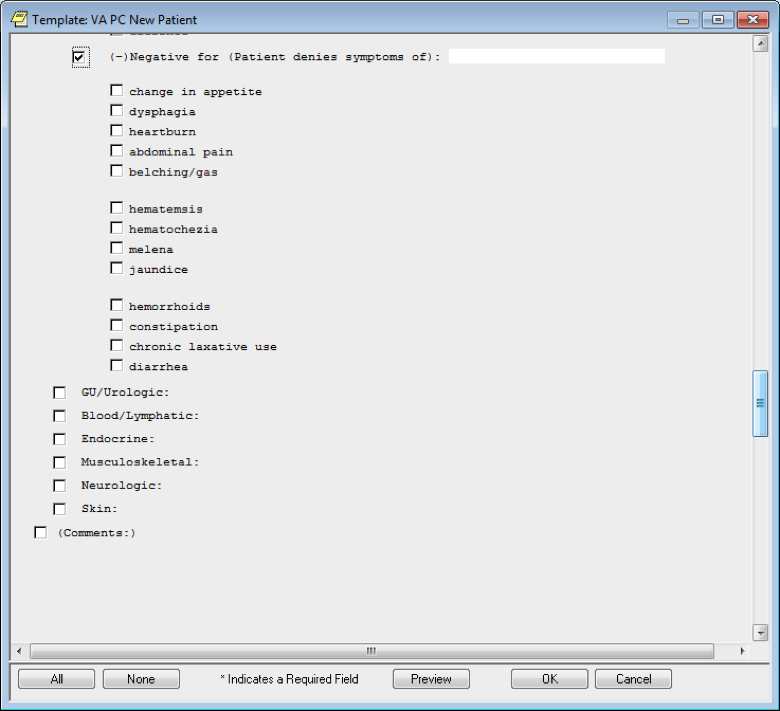 Template: VA PC New Patient
(-)Negative for (Patient denies symptoms of):
change in appetite
dysphagia
heartburn
abdominal pain
belching/gas
hematemsis
hematochezia
melena
jaundice
hemorrhoids
constipation
chronic laxative use
diarrhea
GU/Urologic:
Blood/Lymphatic:
Endocrine:
Musculoskeletal:
Neurologic:
Skin:
(Comments:)
All None * Indicates a Required Field Preview OK Cancel